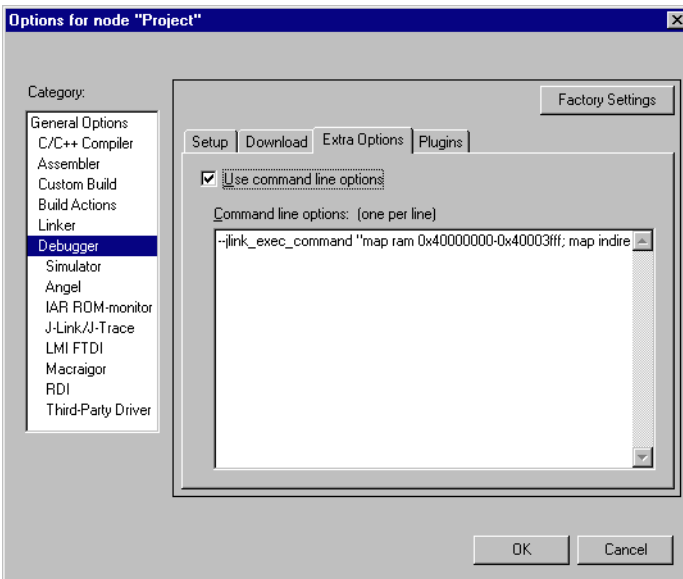 Options for node "Project"
Category:
Factory Settings
General Options
C/C++ Compiler
Assembler
Custom Build
Build Actions
Linker
Debugger
Simulator
Angel
IAR ROM-monitor
J-Link/J-Trace
LMI FTDI
Macraigor
RDI
Third-Party Driver
Setup Download Extra Options Plugins
Use command line options
Command line options: (one per line)
--jlink_exec_command "map ram 0x40000000-0x40003fff; map indire
OK Cancel